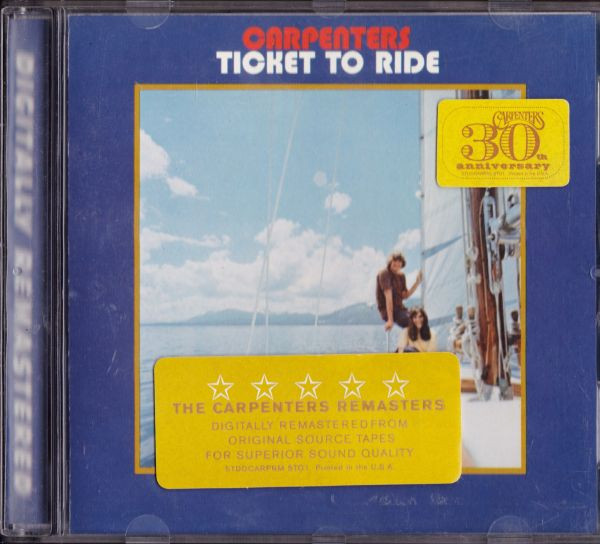 CARPENTERS
TICKET TO RIDE
DIGITALLY REMASTERED
CARPENTERS
30th
anniversary
THE CARPENTERS REMASTERS
DIGITALLY REMASTERED FROM
ORIGINAL SOURCE TAPES
FOR SUPERIOR SOUND QUALITY
Printed in the U.S.A.